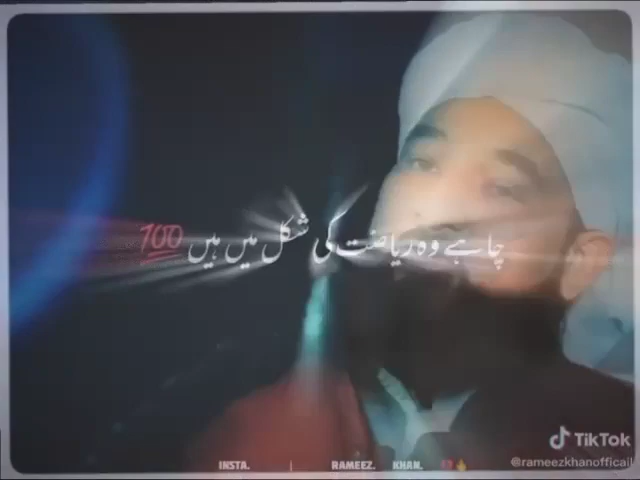 چاہے وہ ریاضت کی شکل میں ہیں 💯
TikTok
INSTA. | RAMEEZ. KHAN.
@rameezkhanofficail